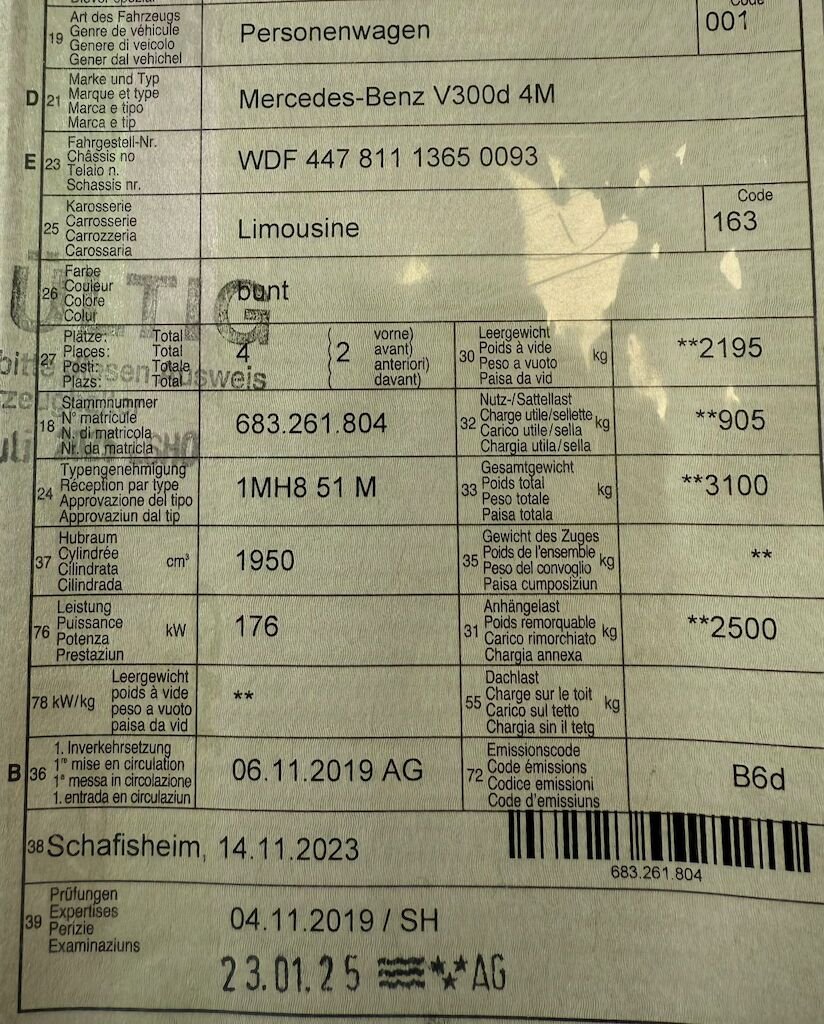 19 Art des Fahrzeugs
Genre de véhicule
Genere di veicolo
Gener dal vehichel
Personenwagen
Code
001
D 21 Marke und Typ
Marque et type
Marca e tipo
Marca e tip
Mercedes-Benz V300d 4M
E 23 Fahrgestell-Nr.
Châssis no
Telaio n.
Schassis nr.
WDF 447 811 1365 0093
25 Karosserie
Carrosserie
Carrozzeria
Carossaria
Limousine
Code
163
26 Farbe
Couleur
Colore
Colur
bunt
ÜLTIG
27 Plätze: Total
Places: Total
Posti: Totale
Plazs: Total
4
( 2 vorne)
avant)
anteriori)
davant)
30 Leergewicht
Poids à vide
Peso a vuoto
Paisa da vid
kg
**2195
18 Stammnummer
N° matricule
N. di matricola
Nr. da matricla
683.261.804
32 Nutz-/Sattellast
Charge utile/sellette
Carico utile/sella
Chargia utila/sella
kg
**905
24 Typengenehmigung
Réception par type
Approvazione del tipo
Approvaziun dal tip
1MH8 51 M
33 Gesamtgewicht
Poids total
Peso totale
Paisa totala
kg
**3100
37 Hubraum
Cylindrée
Cilindrata
Cilindrada
cm³
1950
35 Gewicht des Zuges
Poids de l'ensemble
Peso del convoglio
Paisa cumposiziun
kg
**
76 Leistung
Puissance
Potenza
Prestaziun
kW
176
31 Anhängelast
Poids remorquable
Carico rimorchiato
Chargia annexa
kg
**2500
78 kW/kg Leergewicht
poids à vide
peso a vuoto
paisa da vid
**
55 Dachlast
Charge sur le toit
Carico sul tetto
Chargia sin il tetg
kg
B 36 1. Inverkehrsetzung
1re mise en circulation
1a messa in circolazione
1. entrada en circulaziun
06.11.2019 AG
72 Emissionscode
Code émissions
Codice emissioni
Code d'emissiuns
B6d
38 Schafisheim, 14.11.2023
683.261.804
39 Prüfungen
Expertises
Perizie
Examinaziuns
04.11.2019 / SH
23.01.25 AG